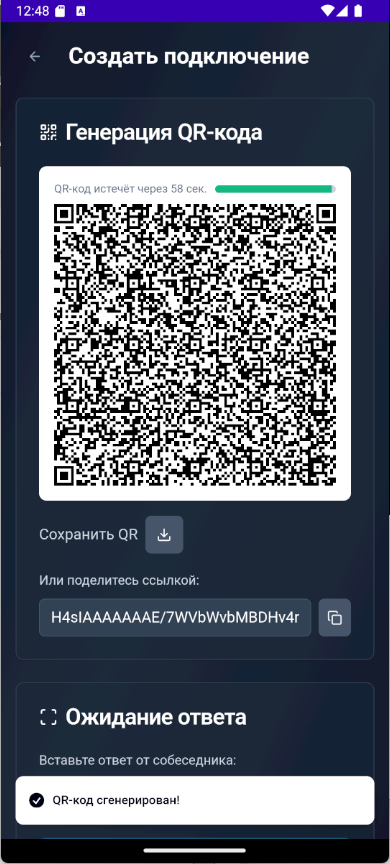 12:48
Создать подключение
Генерация QR-кода
QR-код истечёт через 58 сек.
Сохранить QR
Или поделитесь ссылкой:
H4sIAAAAAAAE/7WVbWvbMBDHv4r
Ожидание ответа
Вставьте ответ от собеседника:
QR-код сгенерирован!